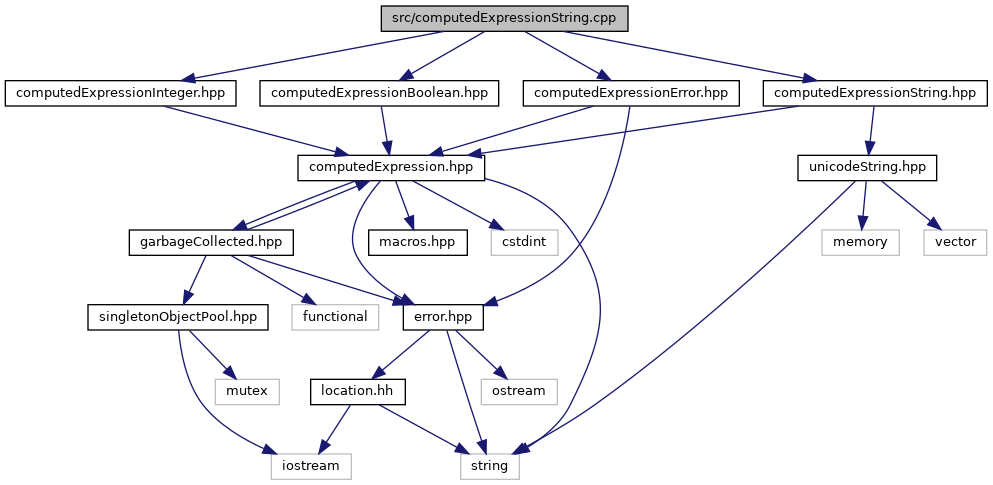 src/computedExpressionString.cpp
computedExpressionInteger.hpp
computedExpressionBoolean.hpp
computedExpressionError.hpp
computedExpressionString.hpp
computedExpression.hpp
unicodeString.hpp
garbageCollected.hpp
macros.hpp
cstdint
memory
vector
singletonObjectPool.hpp
functional
error.hpp
mutex
location.hh
ostream
iostream
string